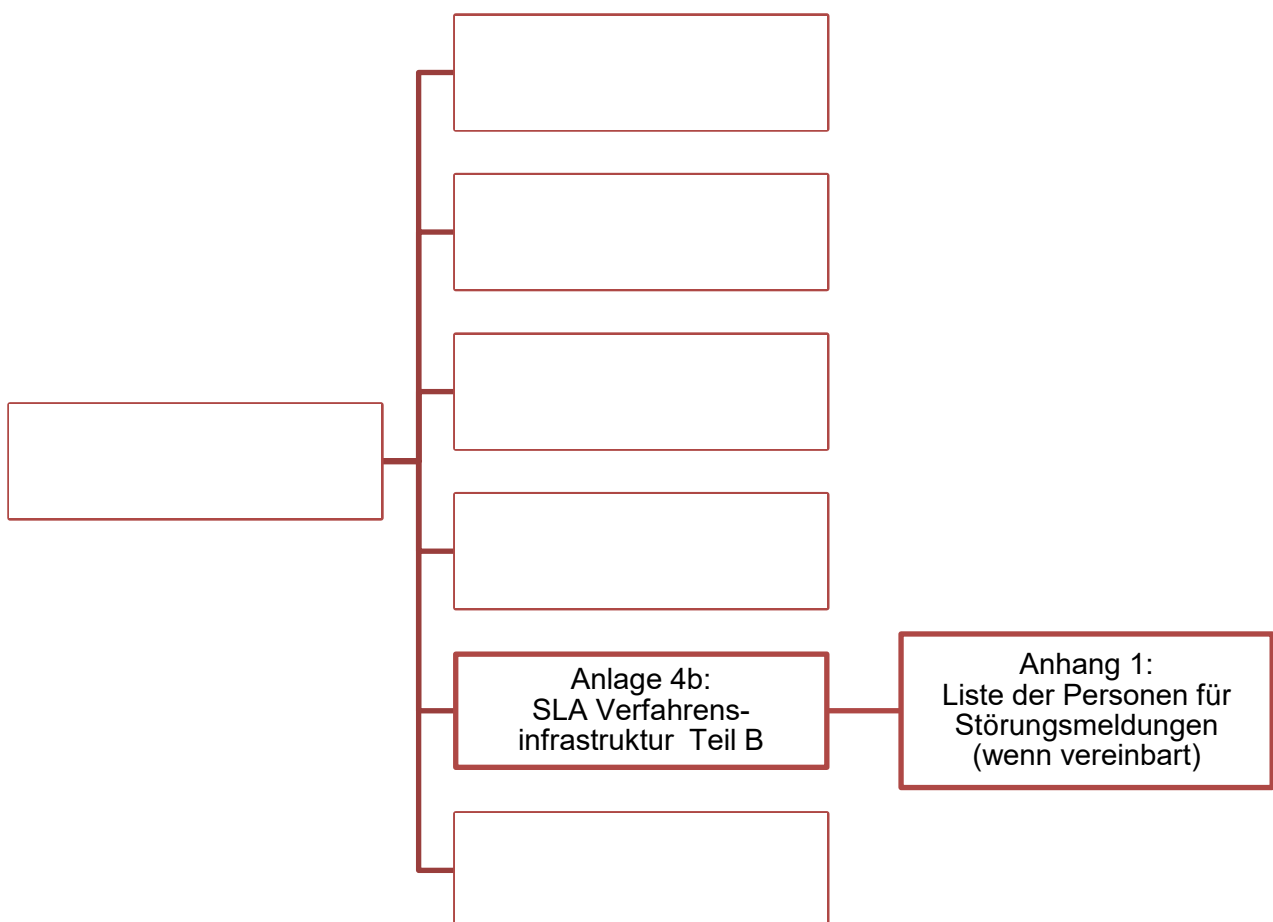 Anlage 4b:
SLA Verfahrens-
infrastruktur  Teil B
Anhang 1:
Liste der Personen für
Störungsmeldungen
(wenn vereinbart)